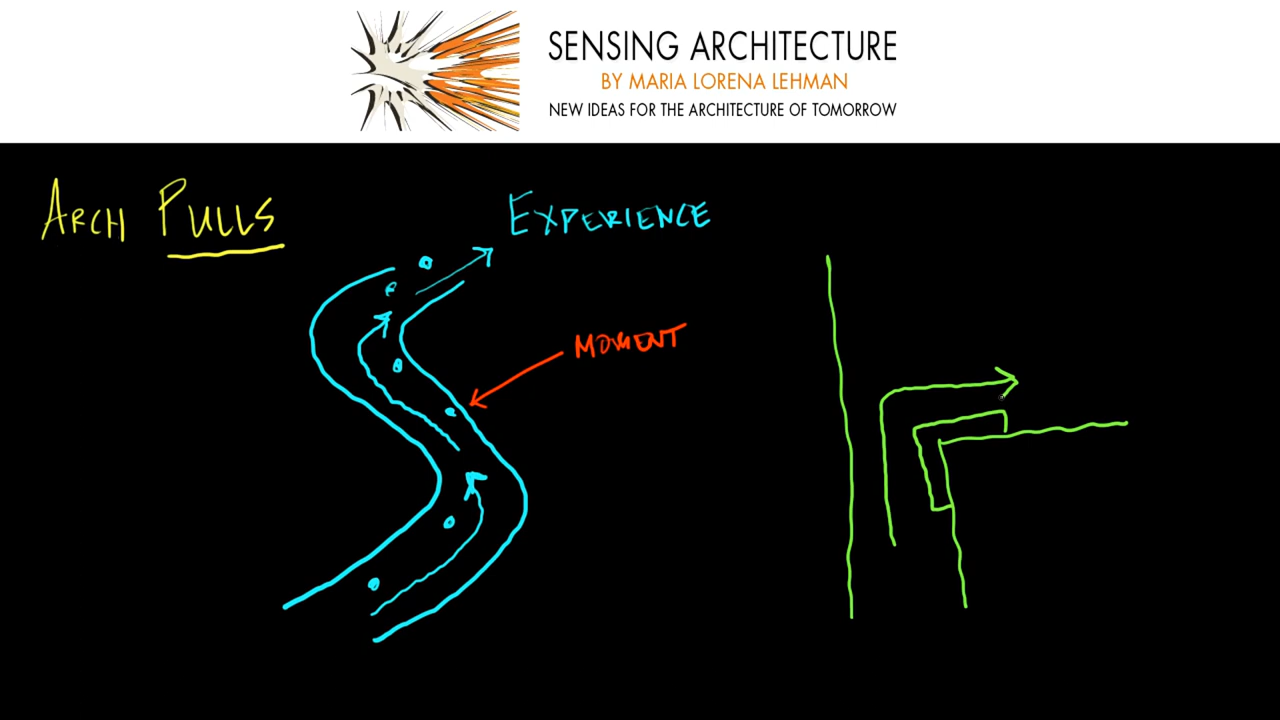 SENSING ARCHITECTURE
BY MARIA LORENA LEHMAN
NEW IDEAS FOR THE ARCHITECTURE OF TOMORROW
ARCH PULLS
EXPERIENCE
MOMENT